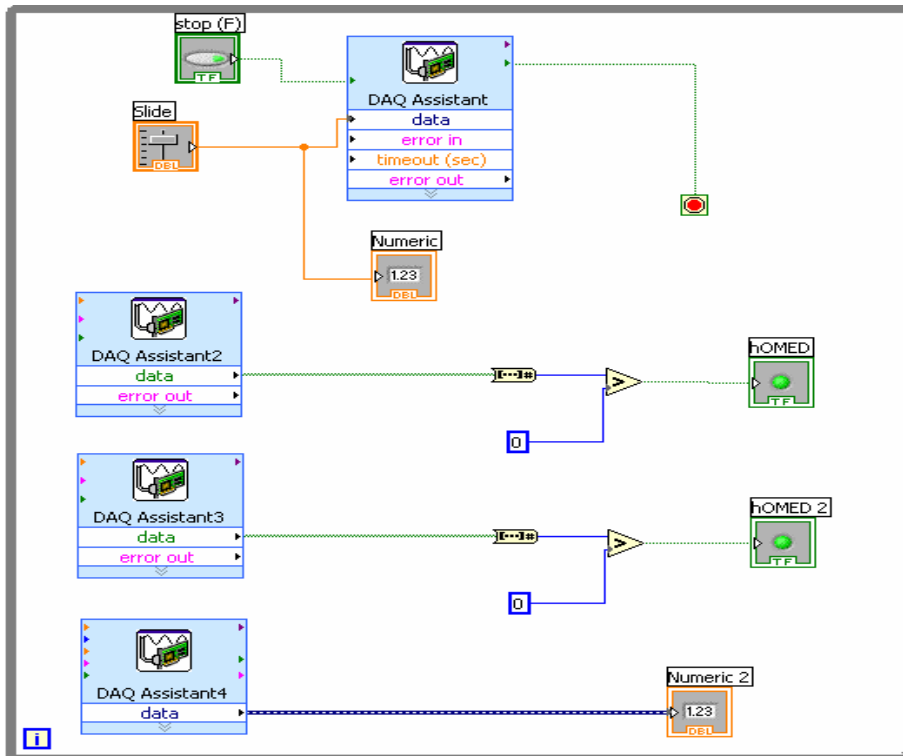 stop (F)
TF
DAQ Assistant
data
error in
timeout (sec)
error out
Slide
DBL
Numeric
1.23
DBL
DAQ Assistant2
data
error out
[...]#
>
0
hOMED
TF
DAQ Assistant3
data
error out
[...]#
>
0
hOMED 2
TF
DAQ Assistant4
data
Numeric 2
1.23
DBL
i